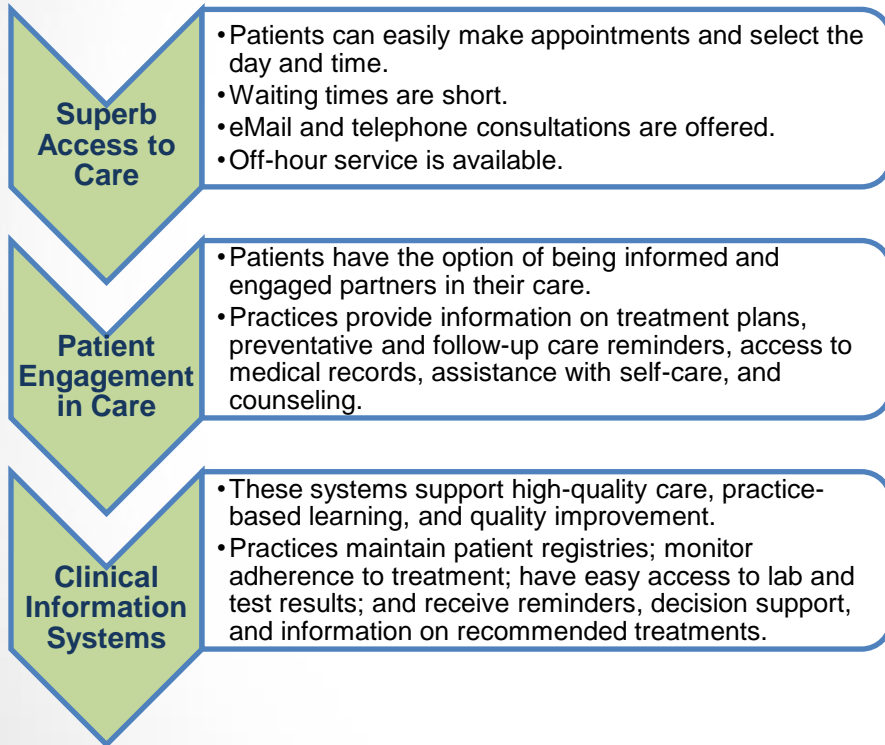 Superb
Access to
Care
•Patients can easily make appointments and select the
day and time.
•Waiting times are short.
•eMail and telephone consultations are offered.
•Off-hour service is available.
Patient
Engagement
in Care
•Patients have the option of being informed and
engaged partners in their care.
•Practices provide information on treatment plans,
preventative and follow-up care reminders, access to
medical records, assistance with self-care, and
counseling.
Clinical
Information
Systems
•These systems support high-quality care, practice-
based learning, and quality improvement.
•Practices maintain patient registries; monitor
adherence to treatment; have easy access to lab and
test results; and receive reminders, decision support,
and information on recommended treatments.